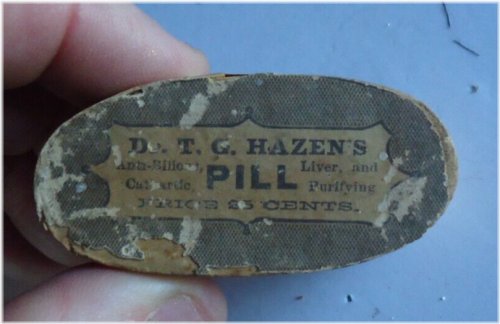 Dr. T. G. HAZEN'S
Anti-Bilious, Liver, and
Cathartic, PILL Purifying
PRICE 25 CENTS.